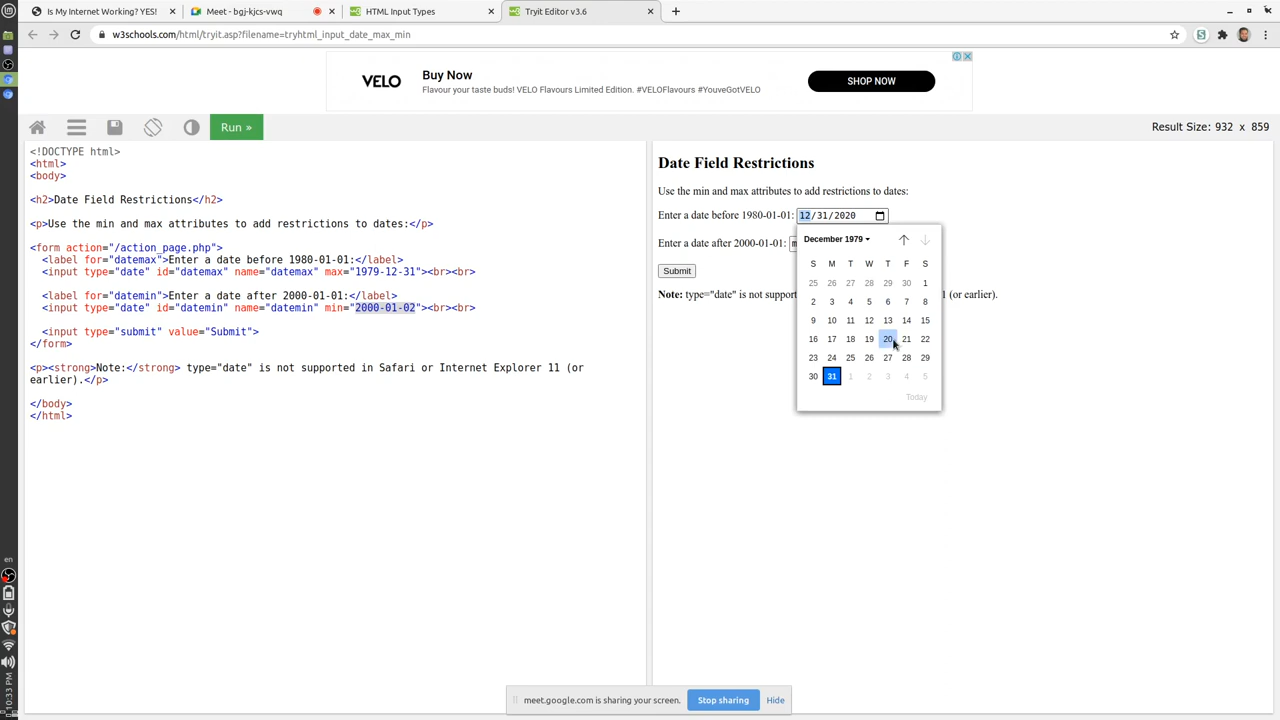 Is My Internet Working? YES!
Meet - bgj-kjcs-vwq
HTML Input Types
Tryit Editor v3.6
w3schools.com/html/tryit.asp?filename=tryhtml_input_date_max_min
VELO
Buy Now
Flavour your taste buds! VELO Flavours Limited Edition. #VELOFlavours #YouveGotVELO
SHOP NOW
Run »
Result Size: 932 x 859
<!DOCTYPE html>
<html>
<body>
<h2>Date Field Restrictions</h2>
<p>Use the min and max attributes to add restrictions to dates:</p>
<form action="/action_page.php">
<label for="datemax">Enter a date before 1980-01-01:</label>
<input type="date" id="datemax" name="datemax" max="1979-12-31"><br><br>
<label for="datemin">Enter a date after 2000-01-01:</label>
<input type="date" id="datemin" name="datemin" min="2000-01-02"><br><br>
<input type="submit" value="Submit">
</form>
<p><strong>Note:</strong> type="date" is not supported in Safari or Internet Explorer 11 (or
earlier).</p>
</body>
</html>
Date Field Restrictions
Use the min and max attributes to add restrictions to dates:
Enter a date before 1980-01-01: 12/31/2020
Enter a date after 2000-01-01: m
Submit
Note: type="date" is not support
1 (or earlier).
December 1979
S M T W T F S
25 26 27 28 29 30 1
2 3 4 5 6 7 8
9 10 11 12 13 14 15
16 17 18 19 20 21 22
23 24 25 26 27 28 29
30 31 1 2 3 4 5
Today
en
10:33 PM
meet.google.com is sharing your screen.
Stop sharing
Hide